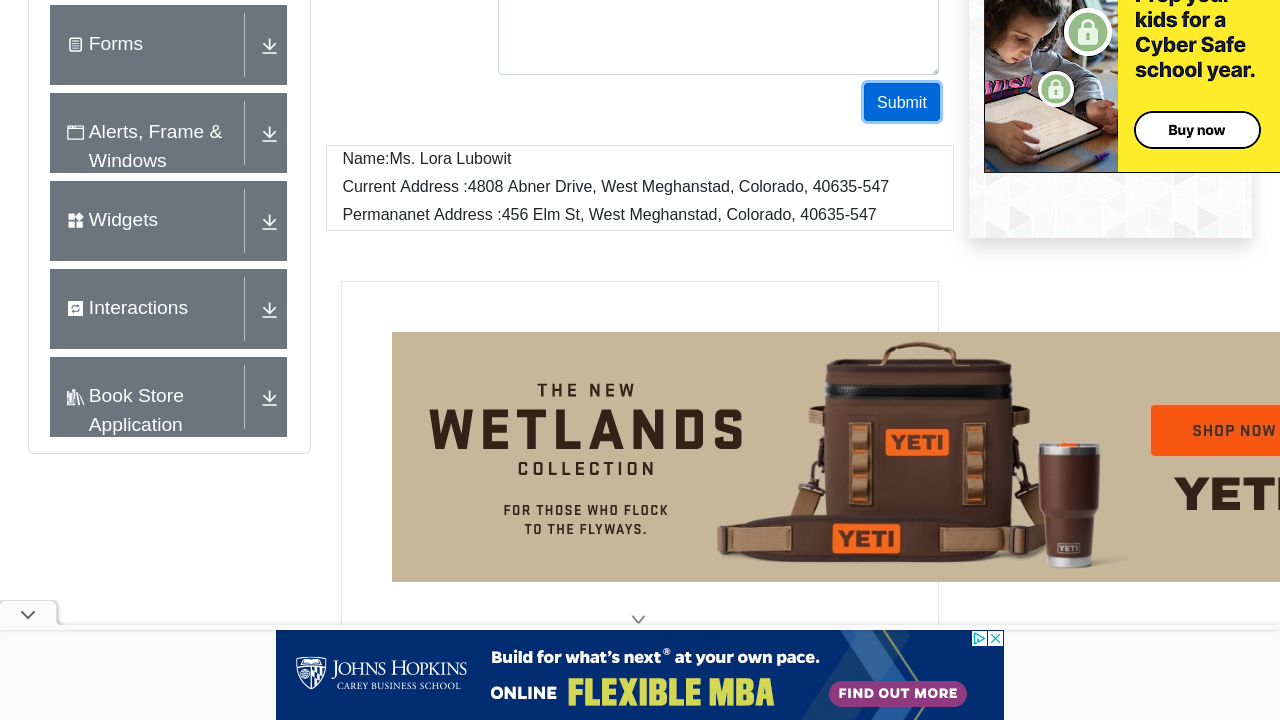 Forms
Alerts, Frame &
Windows
Widgets
Interactions
Book Store
Application
Submit
Name:Ms. Lora Lubowit
Current Address :4808 Abner Drive, West Meghanstad, Colorado, 40635-547
Permananet Address :456 Elm St, West Meghanstad, Colorado, 40635-547
kids for a
Cyber Safe
school year.
Buy now
THE NEW
WETLANDS
COLLECTION
FOR THOSE WHO FLOCK
TO THE FLYWAYS.
YETI
YETI
YETI
SHOP NOW
YETI
JOHNS HOPKINS
CAREY BUSINESS SCHOOL
Build for what's next® at your own pace.
ONLINE FLEXIBLE MBA
FIND OUT MORE